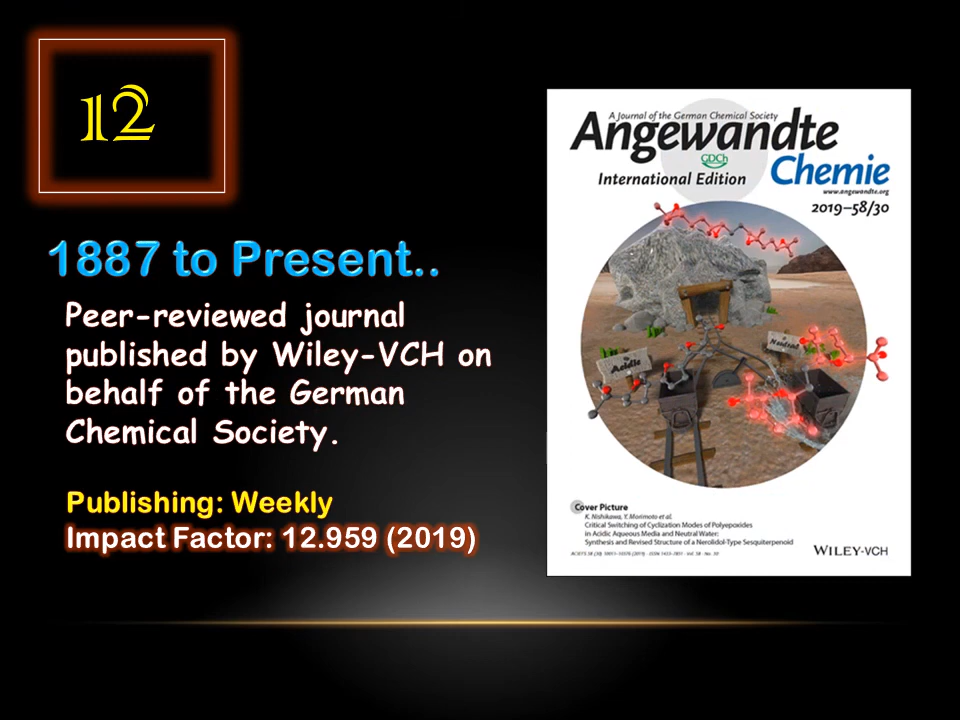 12
1887 to Present..
Peer-reviewed journal
published by Wiley-VCH on
behalf of the German
Chemical Society.
Publishing: Weekly
Impact Factor: 12.959 (2019)
A Journal of the German Chemical Society
Angewandte
GDCh
Chemie
International Edition
www.angewandte.org
2019–58/30
Acidic
Neutral
Cover Picture
K. Nishikawa, Y. Morimoto et al.
Critical Switching of Cyclization Modes of Polyepoxides
in Acidic Aqueous Media and Neutral Water:
Synthesis and Revised Structure of a Nerolidol-Type Sesquiterpenoid
WILEY-VCH